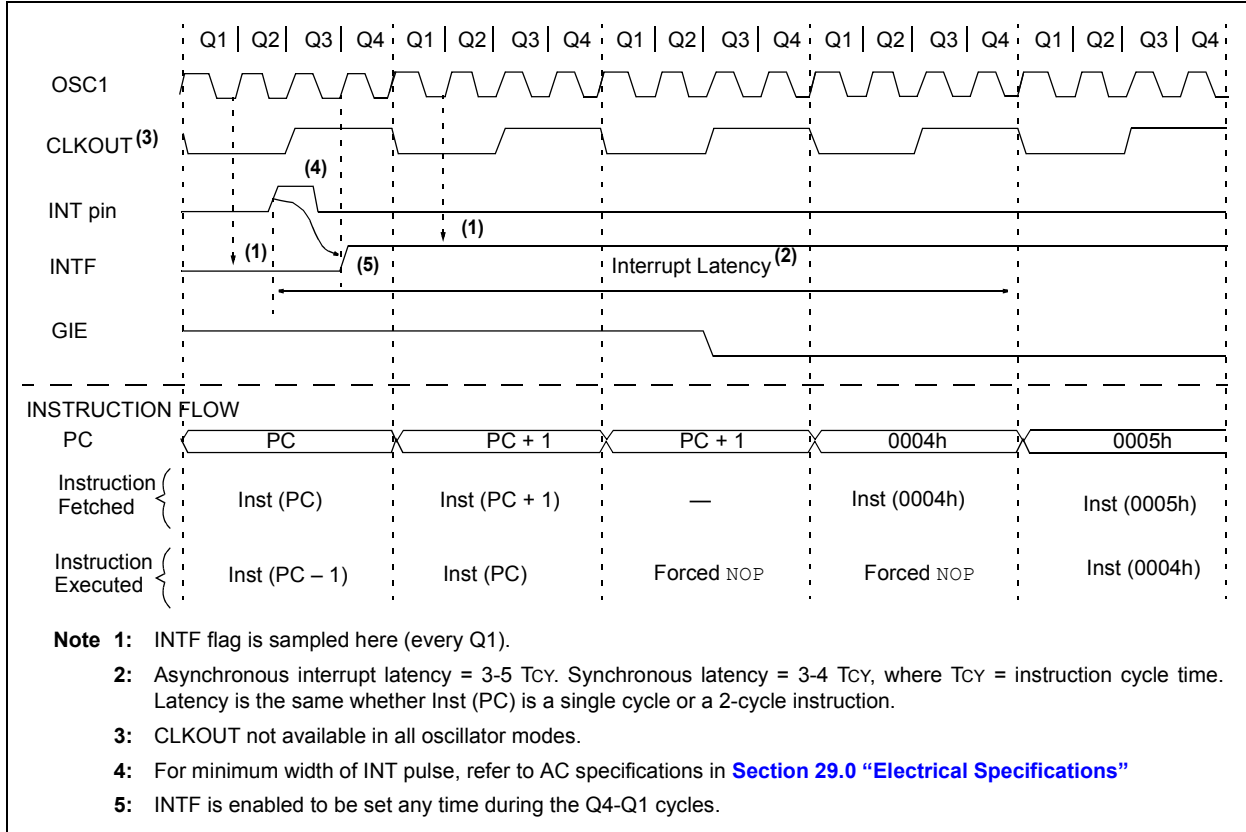 Q1 Q2 Q3 Q4 Q1 Q2 Q3 Q4 Q1 Q2 Q3 Q4 Q1 Q2 Q3 Q4 Q1 Q2 Q3 Q4
OSC1
CLKOUT (3)
(4)
INT pin
(1)
(1)
INTF
(5)
Interrupt Latency (2)
GIE
INSTRUCTION FLOW
PC PC PC + 1 PC + 1 0004h 0005h
Instruction
Fetched
Inst (PC) Inst (PC + 1) — Inst (0004h) Inst (0005h)
Instruction
Executed
Inst (PC – 1) Inst (PC) Forced NOP Forced NOP Inst (0004h)
Note 1: INTF flag is sampled here (every Q1).
2: Asynchronous interrupt latency = 3-5 TCY. Synchronous latency = 3-4 TCY, where TCY = instruction cycle time.
Latency is the same whether Inst (PC) is a single cycle or a 2-cycle instruction.
3: CLKOUT not available in all oscillator modes.
4: For minimum width of INT pulse, refer to AC specifications in Section 29.0 “Electrical Specifications”
5: INTF is enabled to be set any time during the Q4-Q1 cycles.